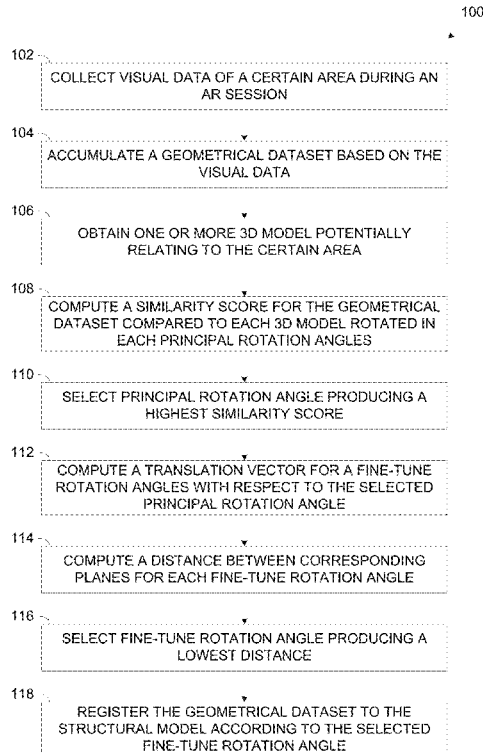 100
102
COLLECT VISUAL DATA OF A CERTAIN AREA DURING AN
AR SESSION
104
ACCUMULATE A GEOMETRICAL DATASET BASED ON THE
VISUAL DATA
106
OBTAIN ONE OR MORE 3D MODEL POTENTIALLY
RELATING TO THE CERTAIN AREA
108
COMPUTE A SIMILARITY SCORE FOR THE GEOMETRICAL
DATASET COMPARED TO EACH 3D MODEL ROTATED IN
EACH PRINCIPAL ROTATION ANGLES
110
SELECT PRINCIPAL ROTATION ANGLE PRODUCING A
HIGHEST SIMILARITY SCORE
112
COMPUTE A TRANSLATION VECTOR FOR A FINE-TUNE
ROTATION ANGLES WITH RESPECT TO THE SELECTED
PRINCIPAL ROTATION ANGLE
114
COMPUTE A DISTANCE BETWEEN CORRESPONDING
PLANES FOR EACH FINE-TUNE ROTATION ANGLE
116
SELECT FINE-TUNE ROTATION ANGLE PRODUCING A
LOWEST DISTANCE
118
REGISTER THE GEOMETRICAL DATASET TO THE
STRUCTURAL MODEL ACCORDING TO THE SELECTED
FINE-TUNE ROTATION ANGLE